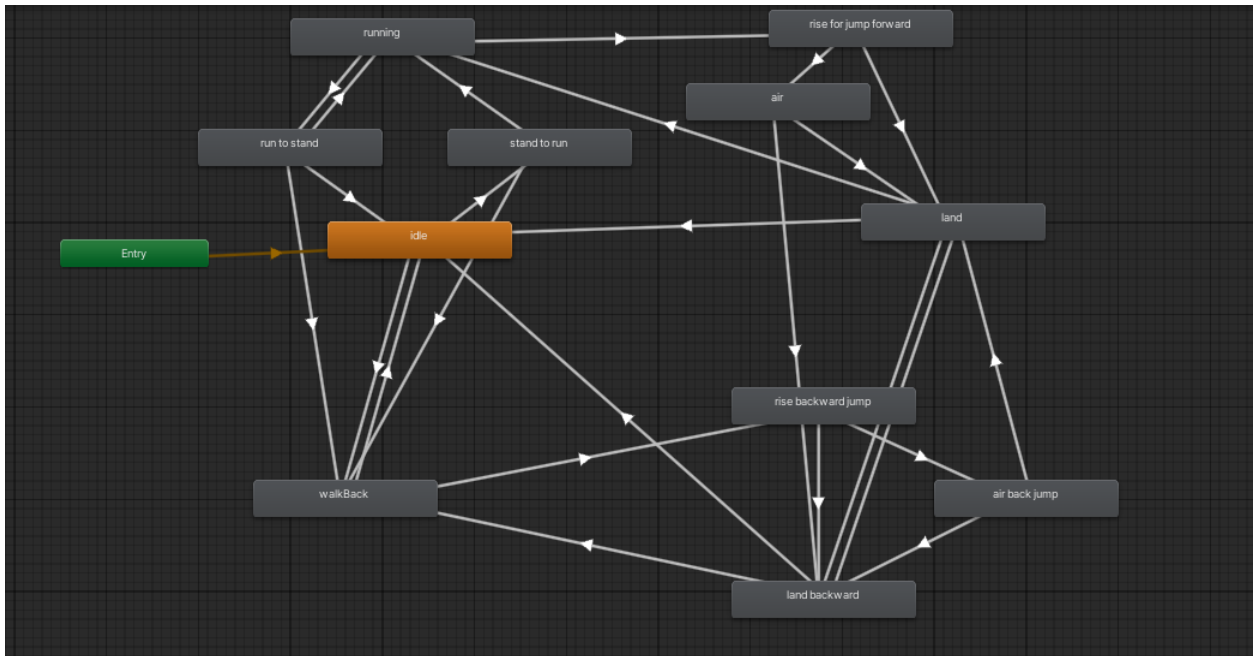 running
rise for jump forward
air
run to stand
stand to run
land
idle
Entry
rise backward jump
walkBack
air back jump
land backward